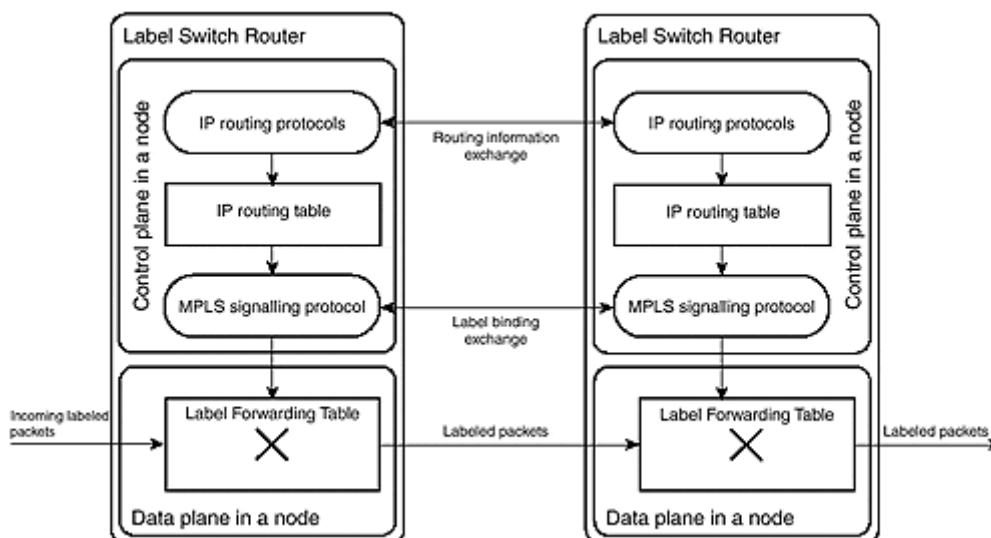 Label Switch Router
Control plane in a node
IP routing protocols
IP routing table
MPLS signalling protocol
Incoming labeled
packets
Label Forwarding Table
Data plane in a node
Routing information
exchange
Label binding
exchange
Labeled packets
Label Switch Router
IP routing protocols
IP routing table
MPLS signalling protocol
Control plane in a node
Label Forwarding Table
Data plane in a node
Labeled packets